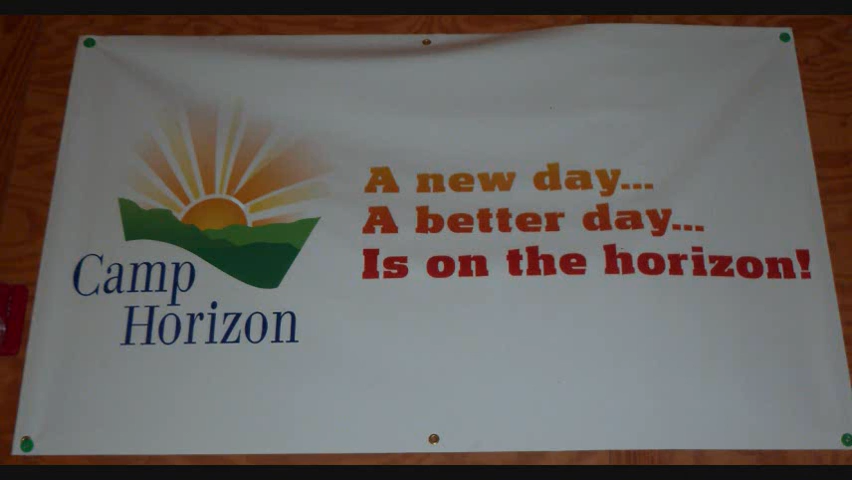 Camp
Horizon
A new day...
A better day...
Is on the horizon!